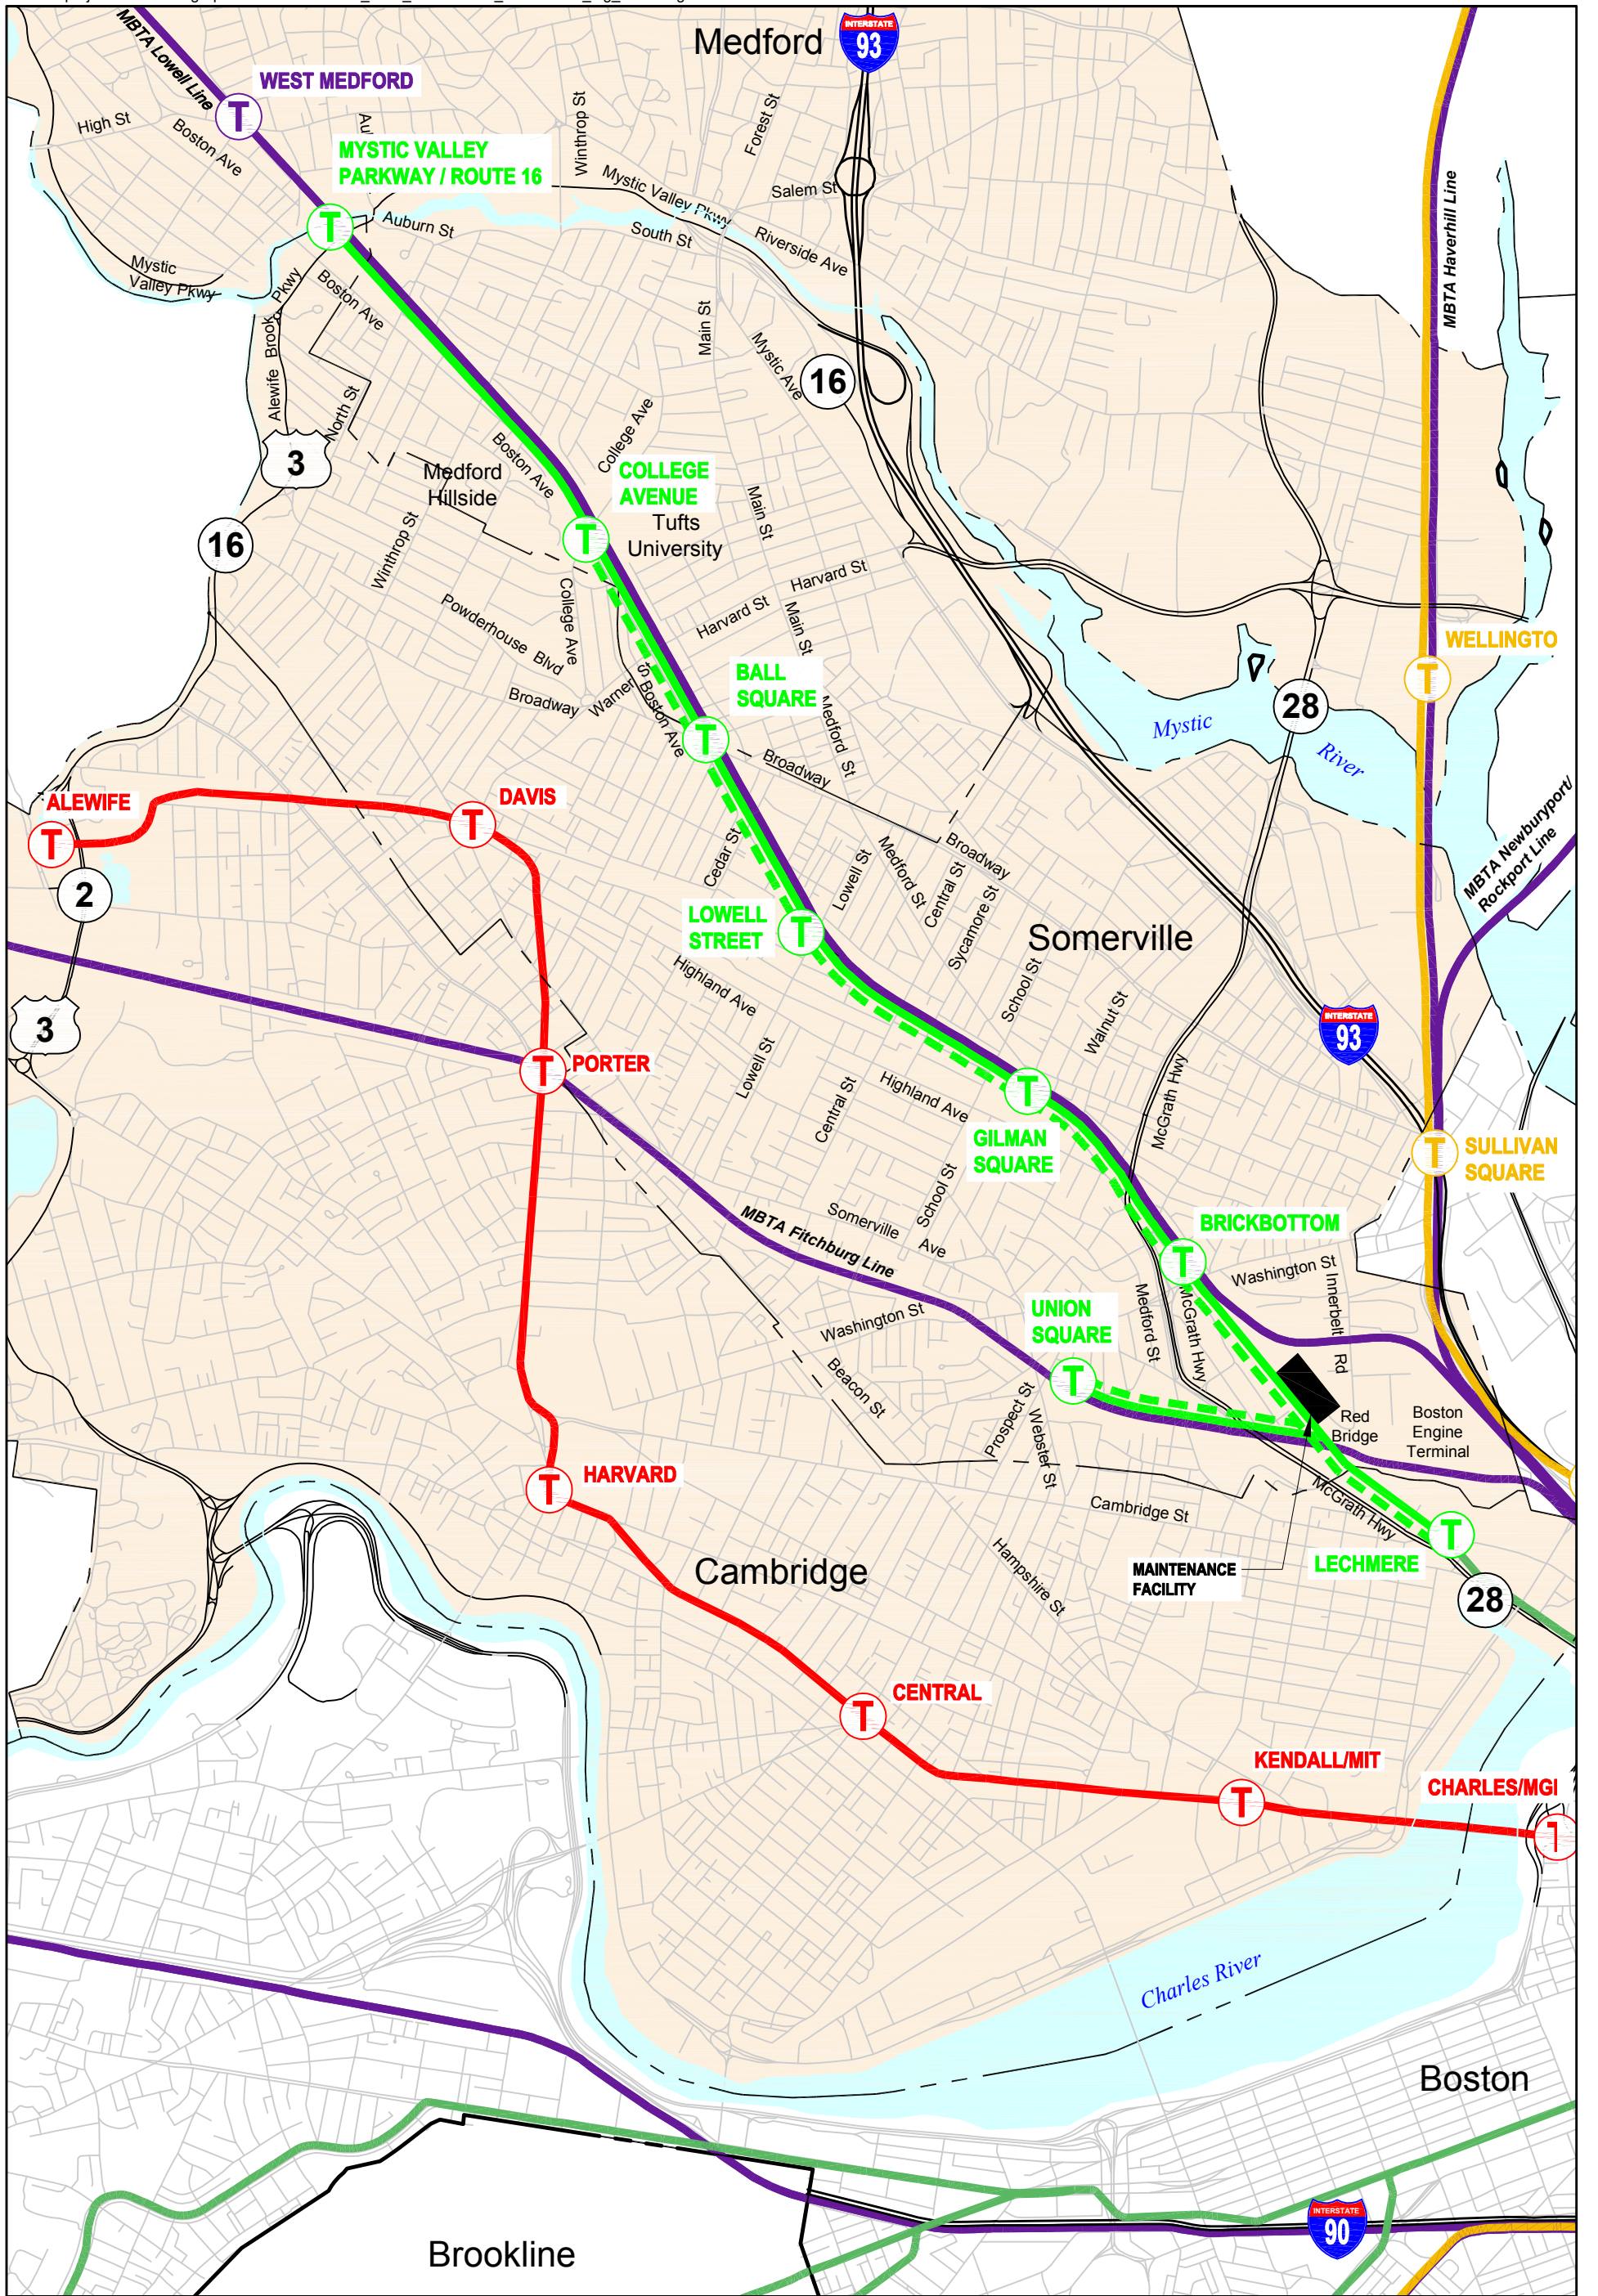 Medford
INTERSTATE
93
MBTA Lowell Line
WEST MEDFORD
T
High St
Boston Ave
Winthrop St
Forest St
MYSTIC VALLEY
PARKWAY / ROUTE 16
T
Mystic Valley Pkwy
Salem St
Auburn St
South St
Riverside Ave
MBTA Haverhill Line
Mystic
Valley Pkwy
Alewife Brook Pkwy
Boston Ave
Main St
Mystic Ave
16
North St
3
College Ave
Boston Ave
Medford
Hillside
COLLEGE
AVENUE
T
Tufts
University
Main St
16
Winthrop St
College Ave
Harvard St
Harvard St
Main St
Powderhouse Blvd
WELLINGTO
T
BALL
SQUARE
T
Broadway
Warner St
Boston Ave
Medford St
28
Mystic
River
Broadway
ALEWIFE
T
DAVIS
T
MBTA Newburyport/
Rockport Line
2
Cedar St
Lowell St
Medford St
Central St
Broadway
Sycamore St
LOWELL
STREET
T
Somerville
Highland Ave
School St
Walnut St
3
INTERSTATE
93
PORTER
T
Lowell St
Central St
Highland Ave
T
GILMAN
SQUARE
McGrath Hwy
SULLIVAN
SQUARE
T
School St
Somerville
Ave
MBTA Fitchburg Line
BRICKBOTTOM
T
Washington St
Innerbelt Rd
Washington St
UNION
SQUARE
T
Medford St
McGrath Hwy
Beacon St
Prospect St
Webster St
Red
Bridge
Boston
Engine
Terminal
HARVARD
T
Cambridge St
McGrath Hwy
T
LECHMERE
Cambridge
Hampshire St
MAINTENANCE
FACILITY
28
CENTRAL
T
KENDALL/MIT
T
CHARLES/MGI
Charles River
Boston
INTERSTATE
90
Brookline